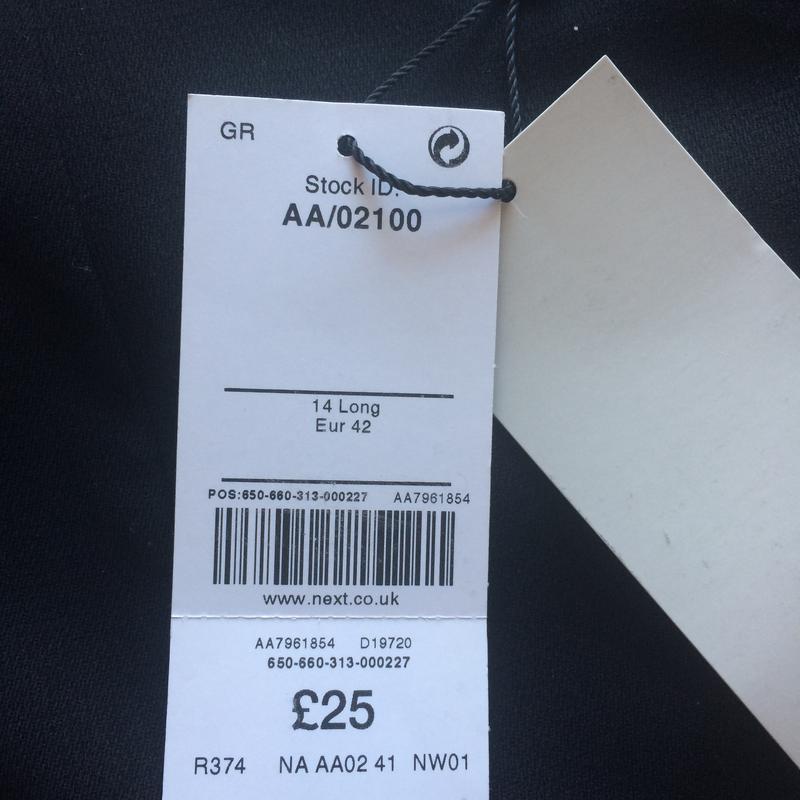 GR
Stock ID:
AA/02100
14 Long
Eur 42
POS:650-660-313-000227 AA7961854
www.next.co.uk
AA7961854 D19720
650-660-313-000227
£25
R374 NA AA02 41 NW01